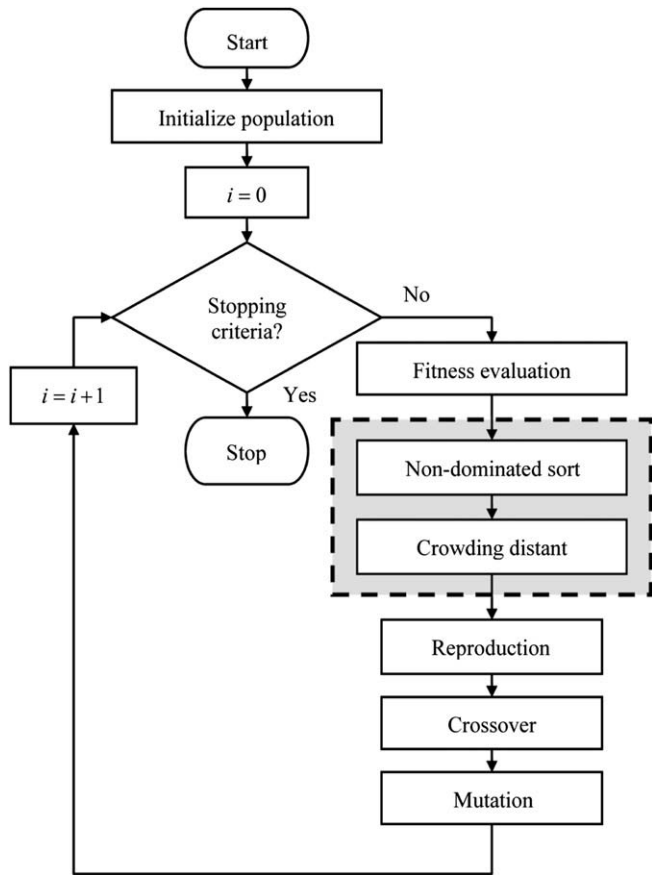 Start
Initialize population
i = 0
Stopping
criteria?
No
Yes
Stop
i = i+1
Fitness evaluation
Non-dominated sort
Crowding distant
Reproduction
Crossover
Mutation